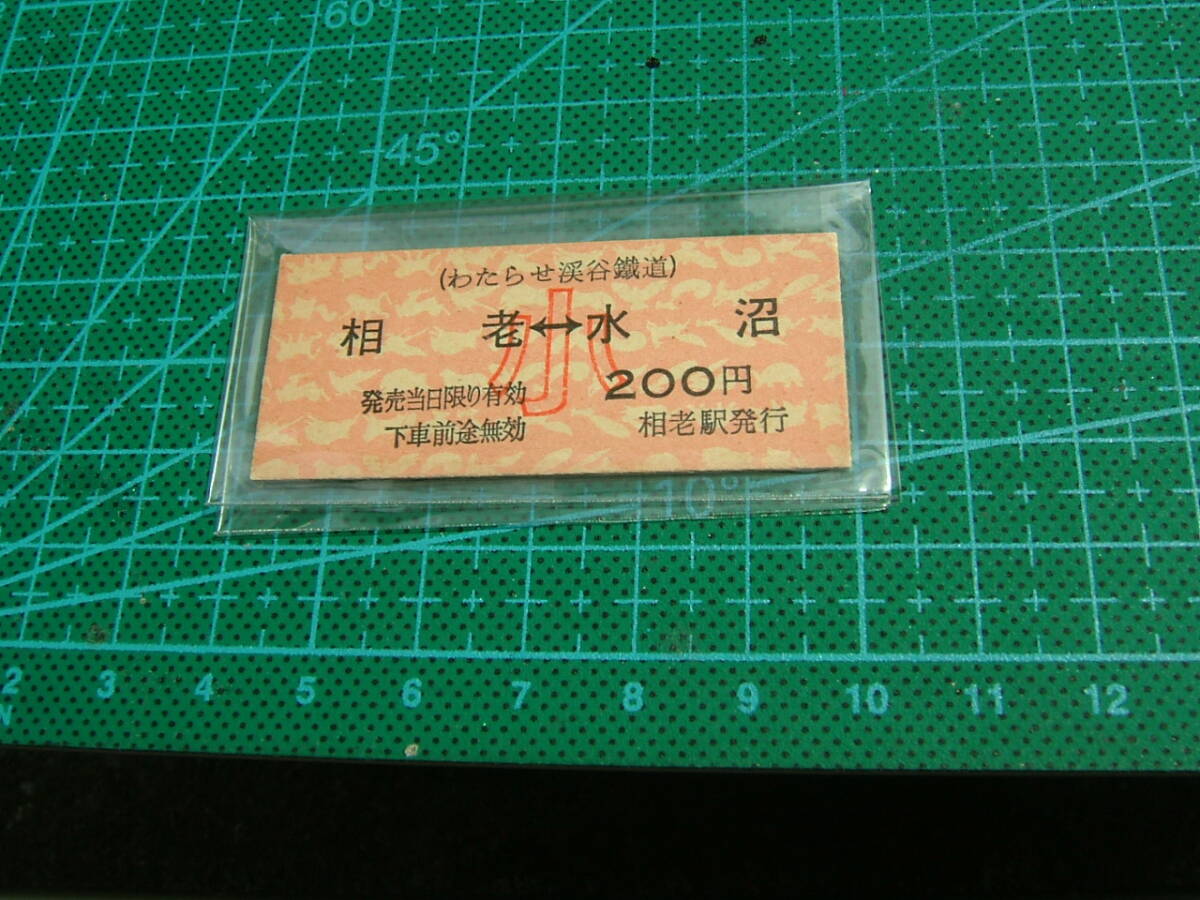 60°
45°
(わたらせ渓谷鐵道)
相老↔水沼
小
200円
発売当日限り有効
下車前途無効
相老駅発行
10°
2 3 4 5 6 7 8 9 10 11 12